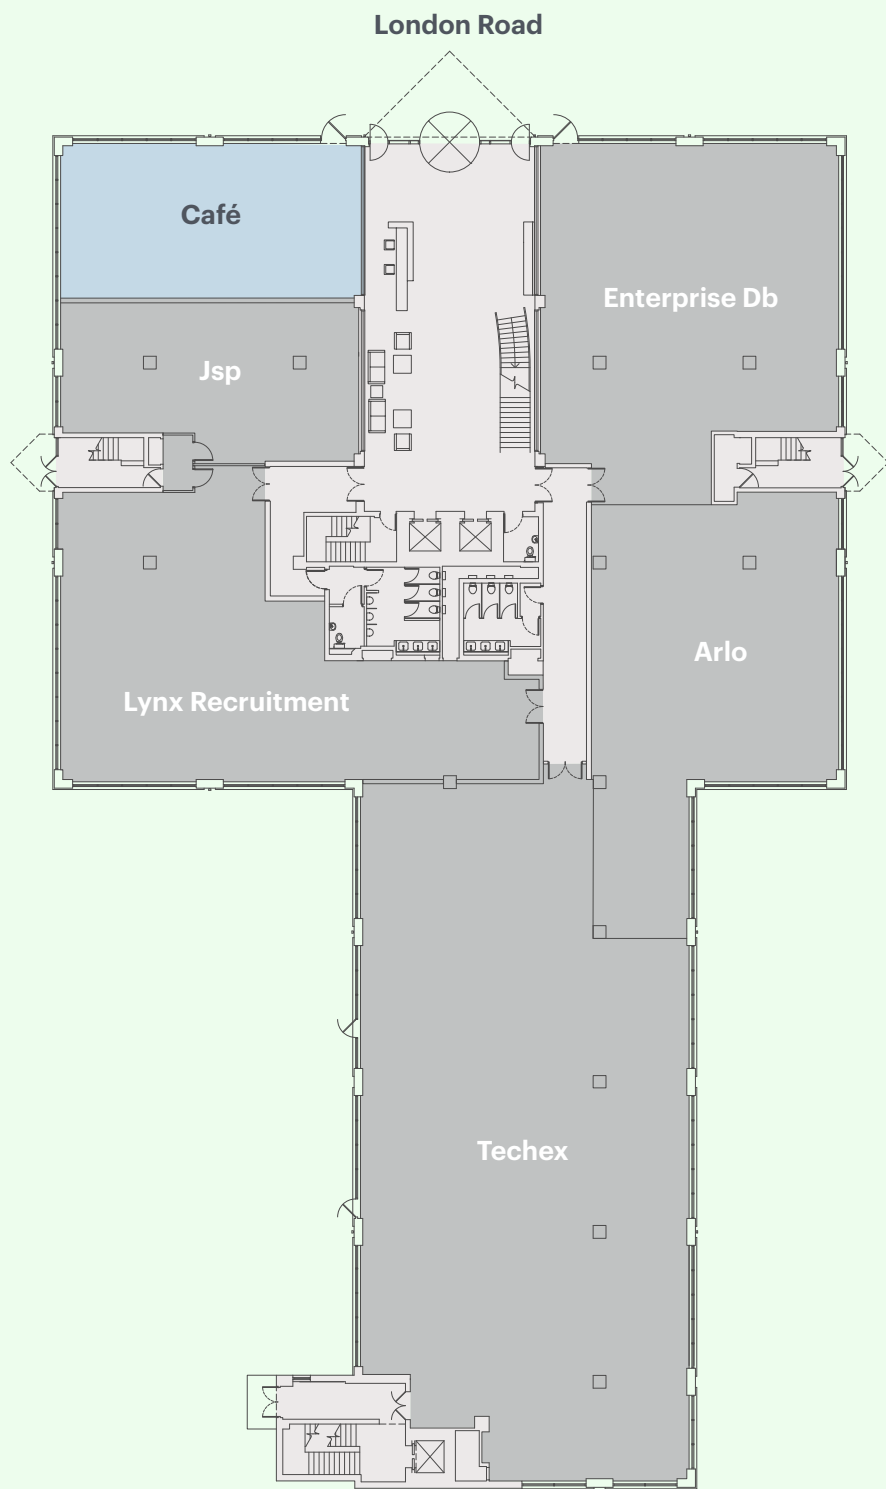 London Road
Café
Enterprise Db
Jsp
Arlo
Lynx Recruitment
Techex